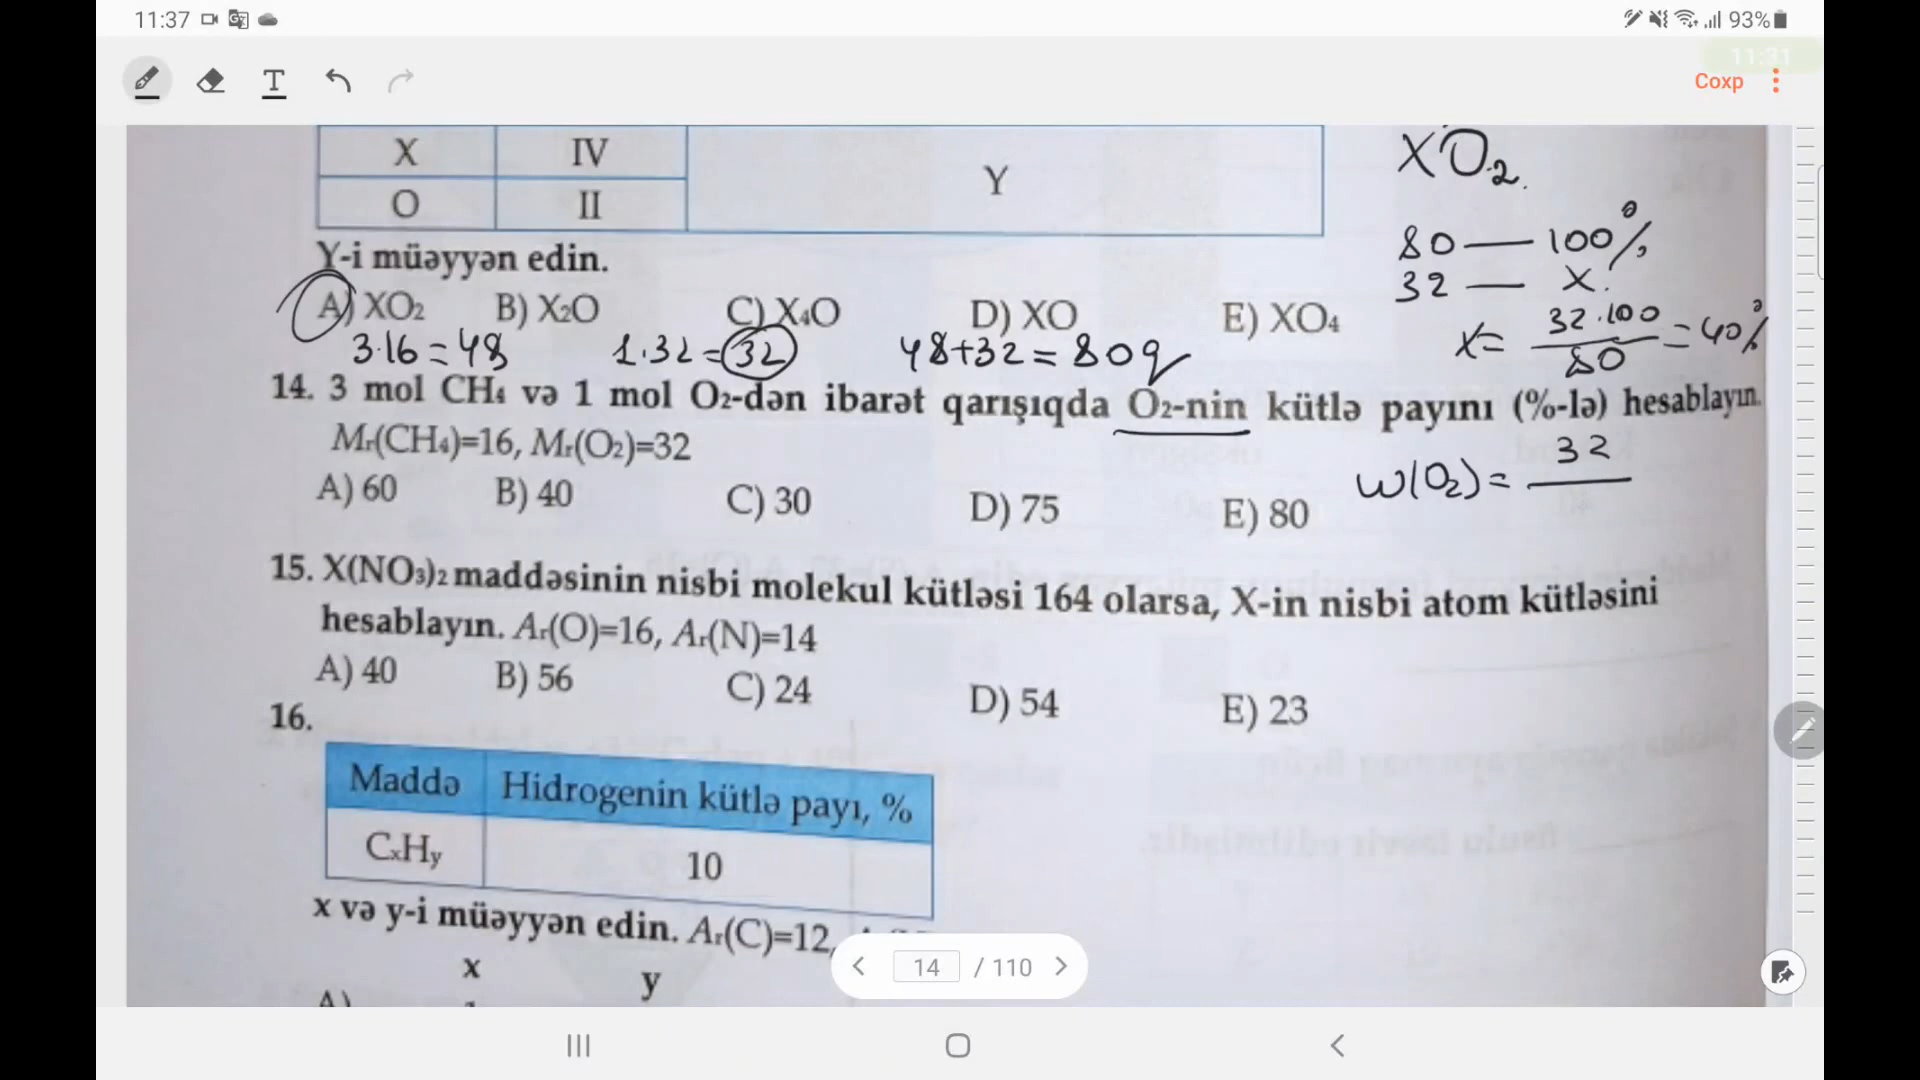 11:37
93%
11:31
T
Сохр
X IV Y
O II
XO2.
80 — 100%
32 — X.
x= 32·100 / 80 =40%
Y-i müəyyən edin.
A) XO2 B) X2O C) X4O D) XO E) XO4
3·16=48 1·32=32 48+32=80q
14. 3 mol CH4 və 1 mol O2-dən ibarət qarışıqda O2-nin kütlə payını (%-lə) hesablayın.
Mr(CH4)=16, Mr(O2)=32
A) 60 B) 40 C) 30 D) 75 E) 80
w(O2)= 32
15. X(NO3)2 maddəsinin nisbi molekul kütləsi 164 olarsa, X-in nisbi atom kütləsini
hesablayın. Ar(O)=16, Ar(N)=14
A) 40 B) 56 C) 24 D) 54 E) 23
16.
Maddə Hidrogenin kütlə payı, %
CxHy 10
x və y-i müəyyən edin. Ar(C)=12,
x y
A)
14 / 110